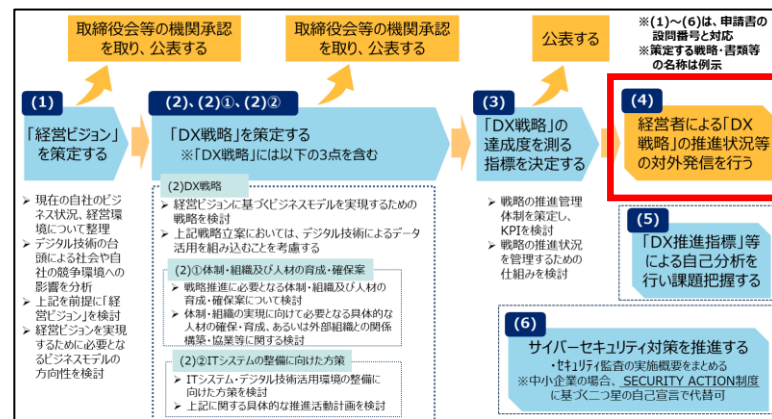 取締役会等の機関承認
を取り、公表する
取締役会等の機関承認
を取り、公表する
公表する
※(1)～(6)は、申請書の
設問番号と対応
※策定する戦略・書類等
の名称は例示
(1)
「経営ビジョン」
を策定する
➢ 現在の自社のビジ
ネス状況、経営環
境について整理
➢ デジタル技術の台
頭による社会や自
社の競争環境への
影響を分析
➢ 上記を前提に「経
営ビジョン」を検討
➢ 経営ビジョンを実現
するために必要とな
るビジネスモデルの
方向性を検討
(2)、(2)①、(2)②
「DX戦略」を策定する
※「DX戦略」には以下の3点を含む
(2)DX戦略
➢ 経営ビジョンに基づくビジネスモデルを実現するための
戦略を検討
➢ 上記戦略立案においては、デジタル技術によるデータ
活用を組み込むことを考慮する
(2)①体制・組織及び人材の育成・確保案
➢ 戦略推進に必要となる体制・組織及び人材の
育成・確保案について検討
➢ 体制・組織の実現に向けて必要となる具体的な
人材の確保・育成、あるいは外部組織との関係
構築・協業等に関する検討
(2)②ITシステムの整備に向けた方策
➢ ITシステム・デジタル技術活用環境の整備に
向けた方策を検討
➢ 上記に関する具体的な推進活動計画を検討
(3)
「DX戦略」の
達成度を測る
指標を決定する
➢ 戦略の推進管理
体制を策定し、
KPIを検討
➢ 戦略の推進状況
を管理するための
仕組みを検討
(4)
経営者による「DX
戦略」の推進状況等
の対外発信を行う
(5)
「DX推進指標」等
による自己分析を
行い課題把握する
(6)
サイバーセキュリティ対策を推進する
・セキュリティ監査の実施概要をまとめる
※中小企業の場合、SECURITY ACTION制度
に基づく二つ星の自己宣言で代替可